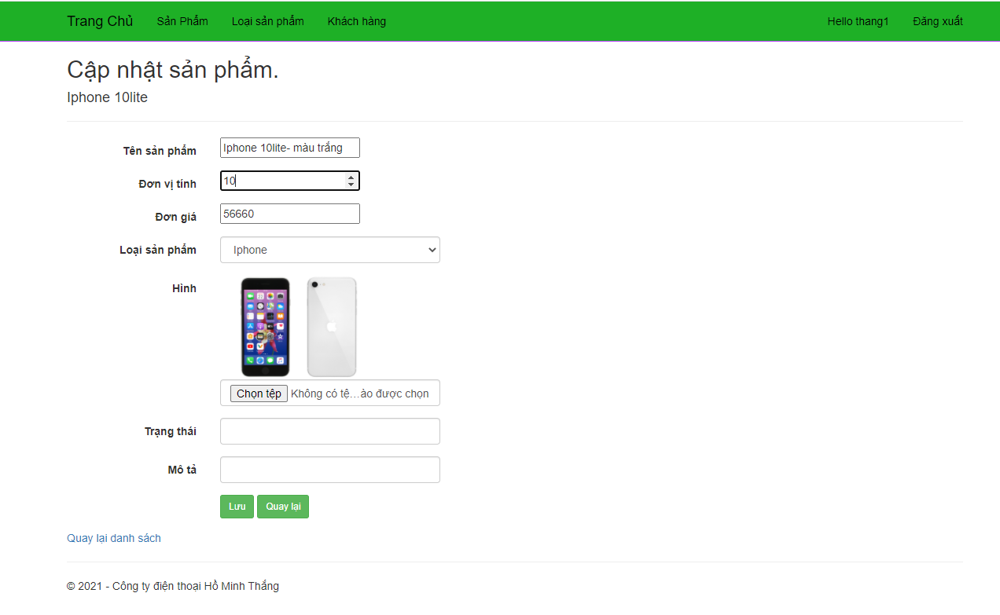 Trang Chủ Sản Phẩm Loại sản phẩm Khách hàng Hello thang1 Đăng xuất
Cập nhật sản phẩm.
Iphone 10lite
Tên sản phẩm Iphone 10lite- màu trắng
Đơn vị tính 10
Đơn giá 56660
Loại sản phẩm Iphone
Hình
Chọn tệp Không có tê…ào được chọn
Trạng thái
Mô tả
Lưu Quay lại
Quay lại danh sách
© 2021 - Công ty điện thoại Hồ Minh Thắng